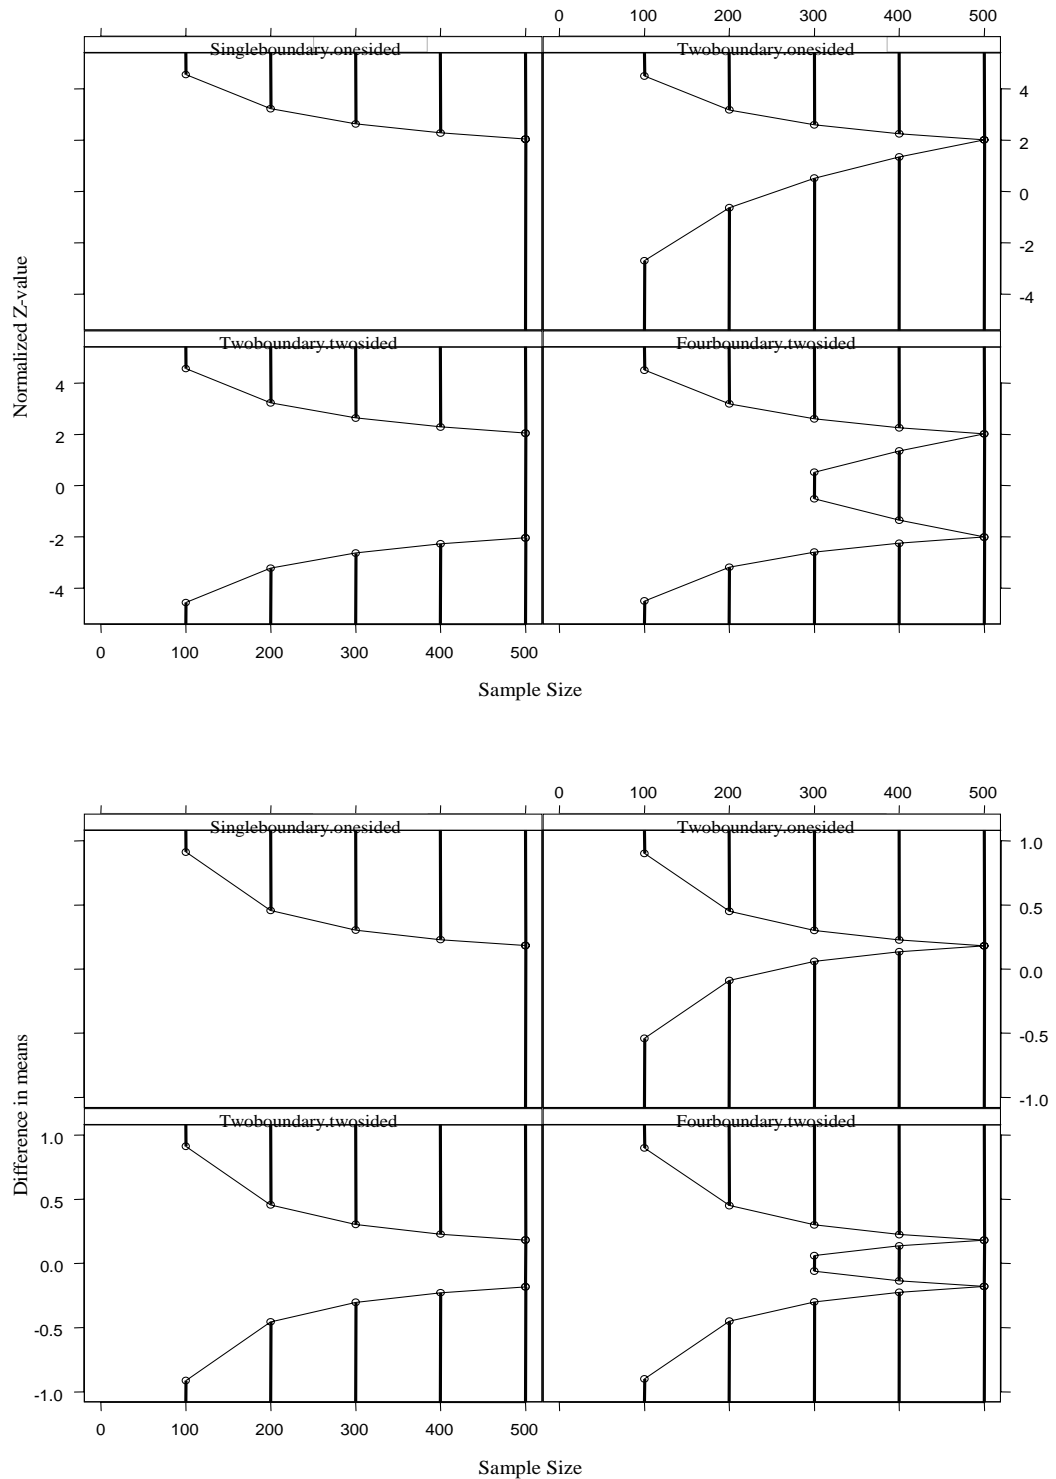 0 100 200 300 400 500
Singleboundary.onesided Twoboundary.onesided
4
2
0
-2
-4
Normalized Z-value
Twoboundary.twosided Fourboundary.twosided
4
2
0
-2
-4
0 100 200 300 400 500
Sample Size
0 100 200 300 400 500
Singleboundary.onesided Twoboundary.onesided
1.0
0.5
0.0
-0.5
-1.0
Difference in means
Twoboundary.twosided Fourboundary.twosided
1.0
0.5
0.0
-0.5
-1.0
0 100 200 300 400 500
Sample Size